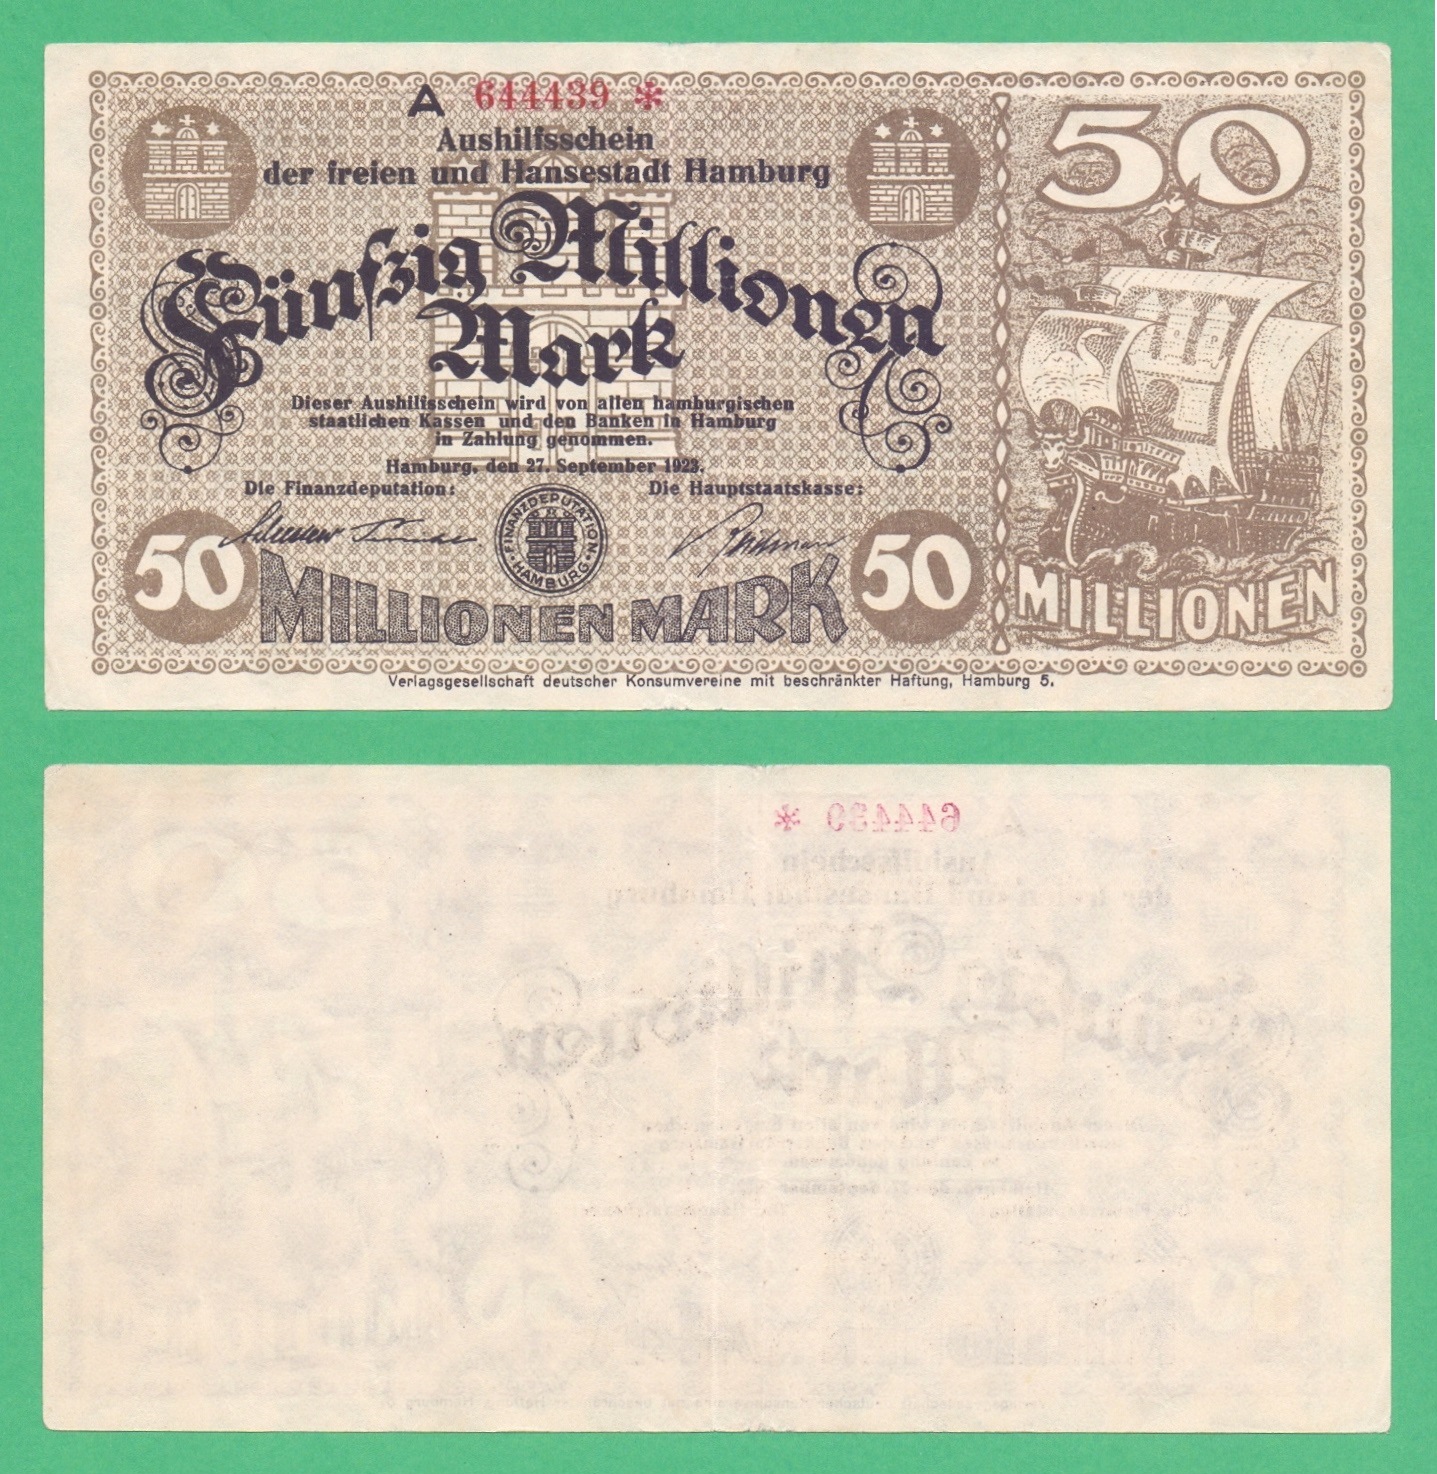 A 644439 *
Aushilfsschein
der freien und Hansestadt Hamburg
Fünfzig Millionen
Mark
Dieser Aushilfsschein wird von allen hamburgischen
staatlichen Kassen und den Banken in Hamburg
in Zahlung genommen.
Hamburg, den 27. September 1923.
Die Finanzdeputation: Die Hauptstaatskasse:
FINANZDEPUTATION
HAMBURG
50 MILLIONEN MARK 50
50
MILLIONEN
Verlagsgesellschaft deutscher Konsumvereine mit beschränkter Haftung, Hamburg 5.
644439 *